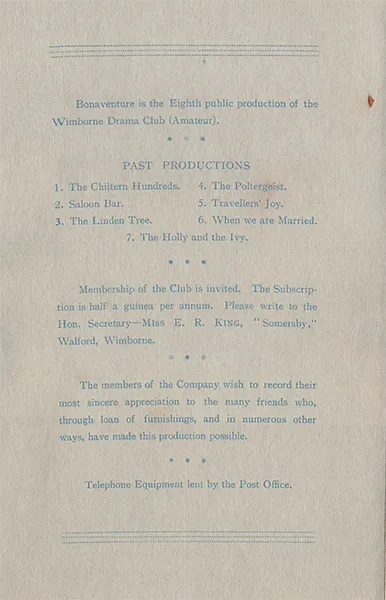 Bonaventure is the Eighth public production of the
Wimborne Drama Club (Amateur).
* * *
PAST PRODUCTIONS
1. The Chiltern Hundreds. 4. The Poltergeist.
2. Saloon Bar. 5. Travellers' Joy.
3. The Linden Tree. 6. When we are Married.
7. The Holly and the Ivy.
* * *
Membership of the Club is invited. The Subscrip-
tion is half a guinea per annum. Please write to the
Hon. Secretary—Miss E. R. King, "Somersby,"
Walford, Wimborne.
* * *
The members of the Company wish to record their
most sincere appreciation to the many friends who,
through loan of furnishings, and in numerous other
ways, have made this production possible.
* * *
Telephone Equipment lent by the Post Office.